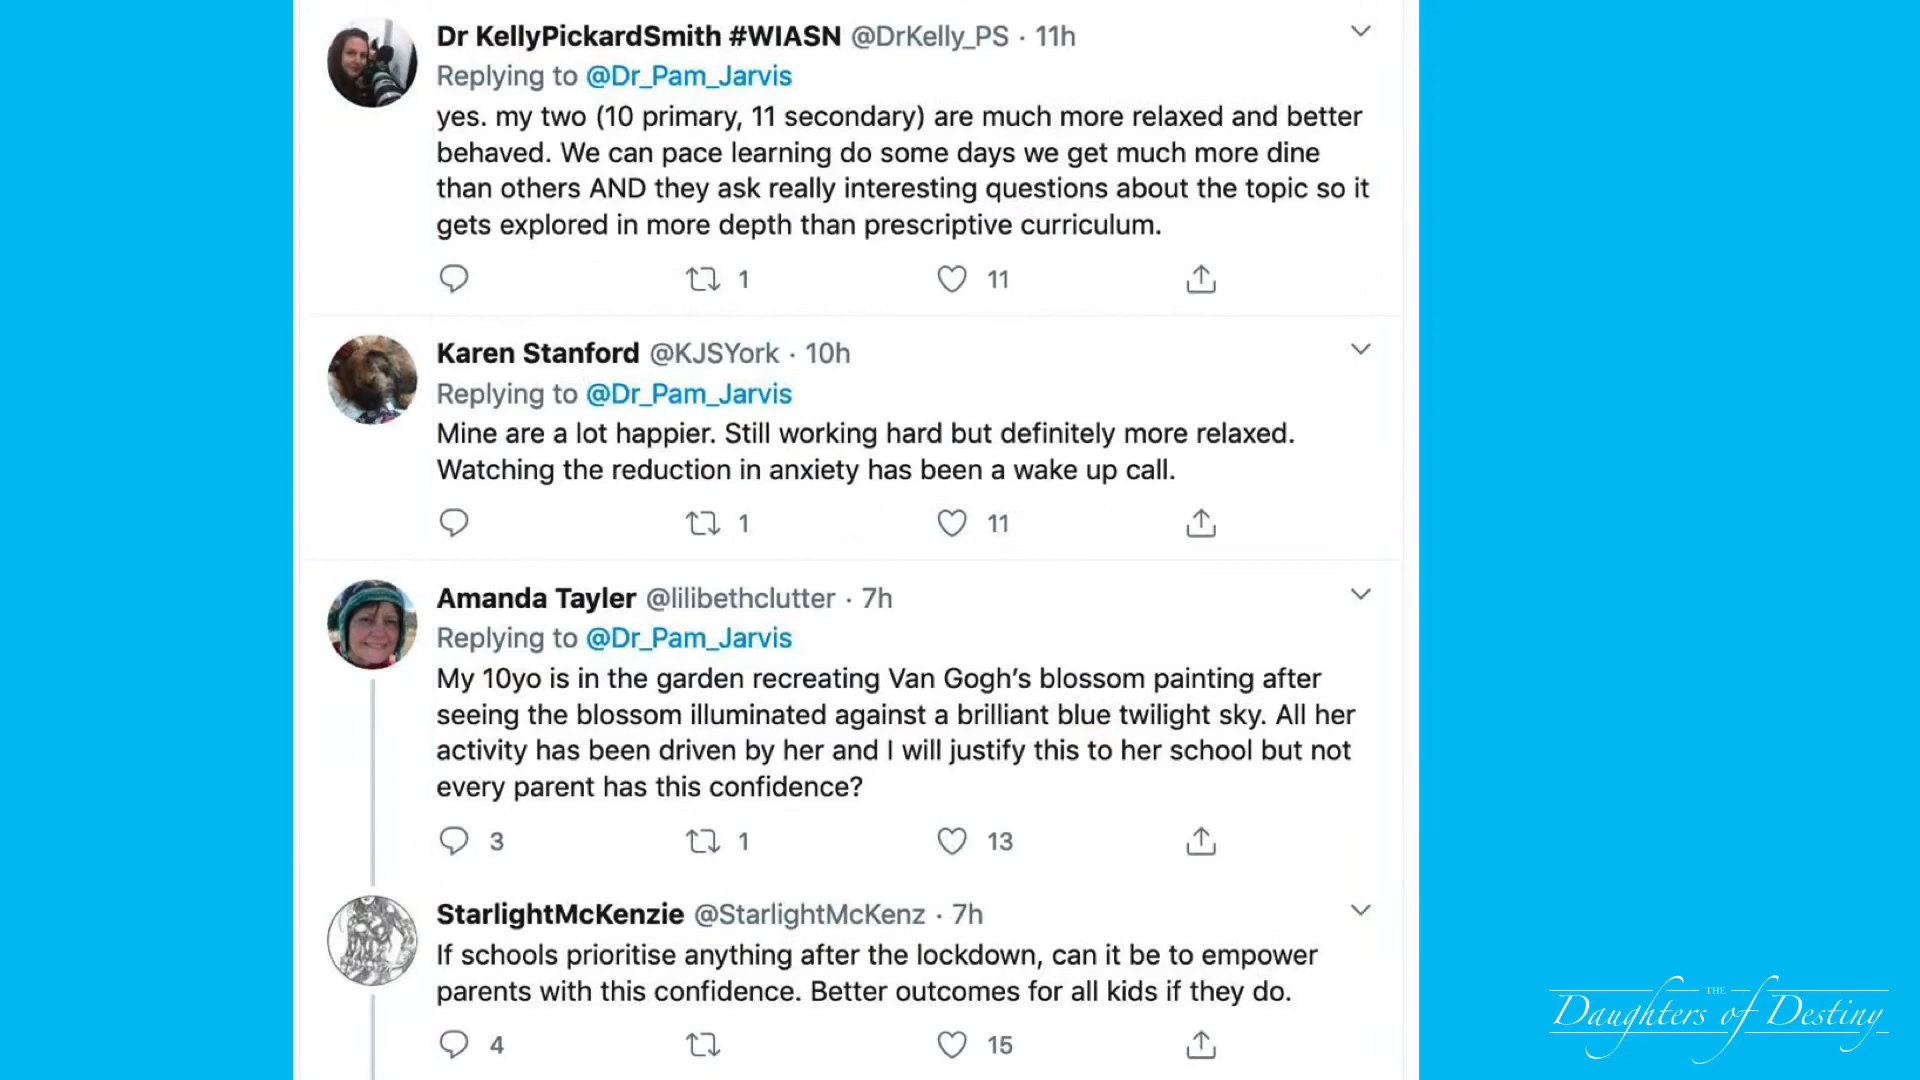 Dr KellyPickardSmith #WIASN @DrKelly_PS · 11h
Replying to @Dr_Pam_Jarvis
yes. my two (10 primary, 11 secondary) are much more relaxed and better
behaved. We can pace learning do some days we get much more dine
than others AND they ask really interesting questions about the topic so it
gets explored in more depth than prescriptive curriculum.
1 11
Karen Stanford @KJSYork · 10h
Replying to @Dr_Pam_Jarvis
Mine are a lot happier. Still working hard but definitely more relaxed.
Watching the reduction in anxiety has been a wake up call.
1 11
Amanda Tayler @lilibethclutter · 7h
Replying to @Dr_Pam_Jarvis
My 10yo is in the garden recreating Van Gogh's blossom painting after
seeing the blossom illuminated against a brilliant blue twilight sky. All her
activity has been driven by her and I will justify this to her school but not
every parent has this confidence?
3 1 13
StarlightMcKenzie @StarlightMcKenz · 7h
If schools prioritise anything after the lockdown, can it be to empower
parents with this confidence. Better outcomes for all kids if they do.
4 15
THE
Daughters of Destiny